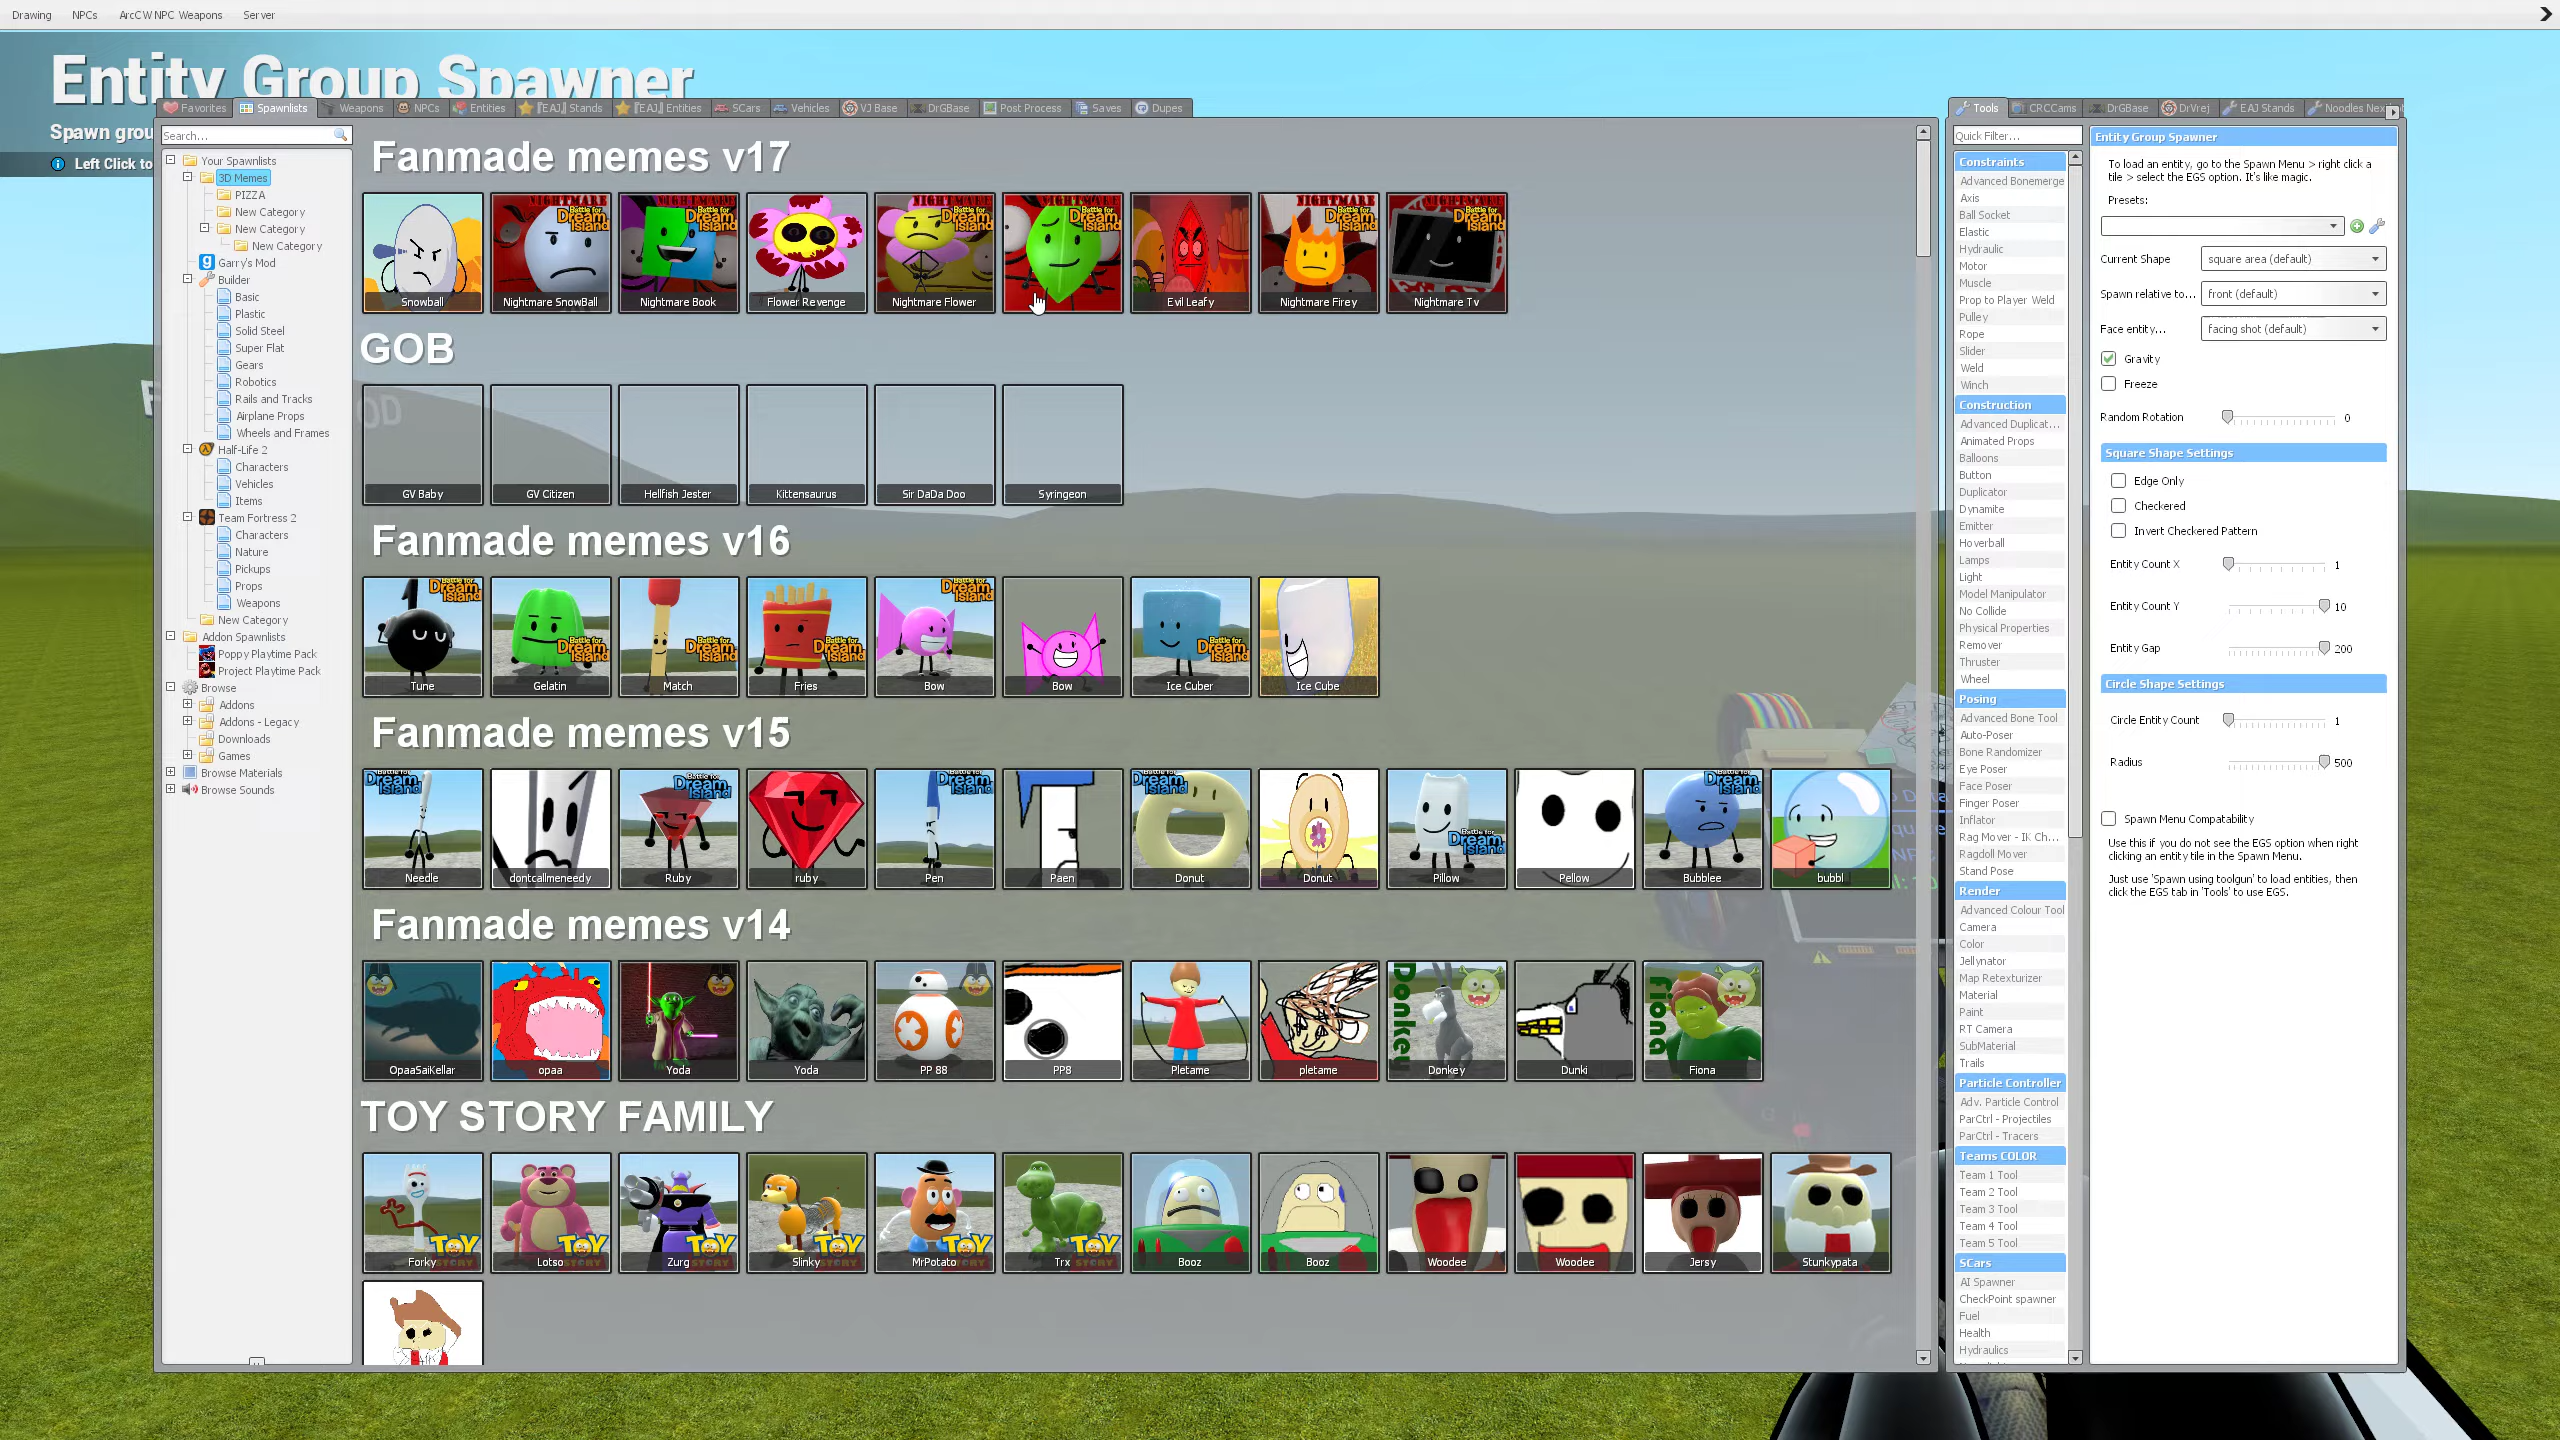 Drawing NPCs ArcCW NPC Weapons Server
Entity Group Spawner
Spawn grou
Left Click to
Favorites Spawnlists Weapons NPCs Entities [EAJ] Stands [EAJ] Entities SCars Vehicles VJ Base DrGBase Post Process Saves Dupes
Search...
Your Spawnlists
3D Memes
PIZZA
New Category
New Category
New Category
Garry's Mod
Builder
Basic
Plastic
Solid Steel
Super Flat
Gears
Robotics
Rails and Tracks
Airplane Props
Wheels and Frames
Half-Life 2
Characters
Vehicles
Items
Team Fortress 2
Characters
Nature
Pickups
Props
Weapons
New Category
Addon Spawnlists
Poppy Playtime Pack
Project Playtime Pack
Browse
Addons
Addons - Legacy
Downloads
Games
Browse Materials
Browse Sounds
Fanmade memes v17
Snowball Nightmare SnowBall Nightmare Book Flower Revenge Nightmare Flower Evil Leafy Nightmare Firey Nightmare Tv
GOB
GV Baby GV Citizen Hellfish Jester Kittensaurus Sir DaDa Doo Syringeon
Fanmade memes v16
Tune Gelatin Match Fries Bow Bow Ice Cuber Ice Cube
Fanmade memes v15
Needle dontcallmeneedy Ruby ruby Pen Paen Donut Donut Pillow Pellow Bubblee bubbl
Fanmade memes v14
OpaaSaiKellar opaa Yoda Yoda PP 88 PP8 Pletame pletame Donkey Dunki Fiona
TOY STORY FAMILY
Forky Lotso Zurg Slinky MrPotato Trx Booz Booz Woodee Woodee Jersy Stunkypata
Tools CRCCams DrGBase DrVrej EAJ Stands Noodles Nex
Quick Filter...
Constraints
Advanced Bonemerge
Axis
Ball Socket
Elastic
Hydraulic
Motor
Muscle
Prop to Player Weld
Pulley
Rope
Slider
Weld
Winch
Construction
Advanced Duplicat...
Animated Props
Balloons
Button
Duplicator
Dynamite
Emitter
Hoverball
Lamps
Light
Model Manipulator
No Collide
Physical Properties
Remover
Thruster
Wheel
Posing
Advanced Bone Tool
Auto-Poser
Bone Randomizer
Eye Poser
Face Poser
Finger Poser
Inflator
Rag Mover - IK Ch...
Ragdoll Mover
Stand Pose
Render
Advanced Colour Tool
Camera
Color
Jellynator
Map Retexturizer
Material
Paint
RT Camera
SubMaterial
Trails
Particle Controller
Adv. Particle Control
ParCtrl - Projectiles
ParCtrl - Tracers
Teams COLOR
Team 1 Tool
Team 2 Tool
Team 3 Tool
Team 4 Tool
Team 5 Tool
SCars
AI Spawner
CheckPoint spawner
Fuel
Health
Hydraulics
Entity Group Spawner
To load an entity, go to the Spawn Menu > right click a
tile > select the EGS option. It's like magic.
Presets:
Current Shape square area (default)
Spawn relative to... front (default)
Face entity... facing shot (default)
Gravity
Freeze
Random Rotation 0
Square Shape Settings
Edge Only
Checkered
Invert Checkered Pattern
Entity Count X 1
Entity Count Y 10
Entity Gap 200
Circle Shape Settings
Circle Entity Count 1
Radius 500
Spawn Menu Compatability
Use this if you do not see the EGS option when right
clicking an entity tile in the Spawn Menu.
Just use 'Spawn using toolgun' to load entities, then
click the EGS tab in 'Tools' to use EGS.